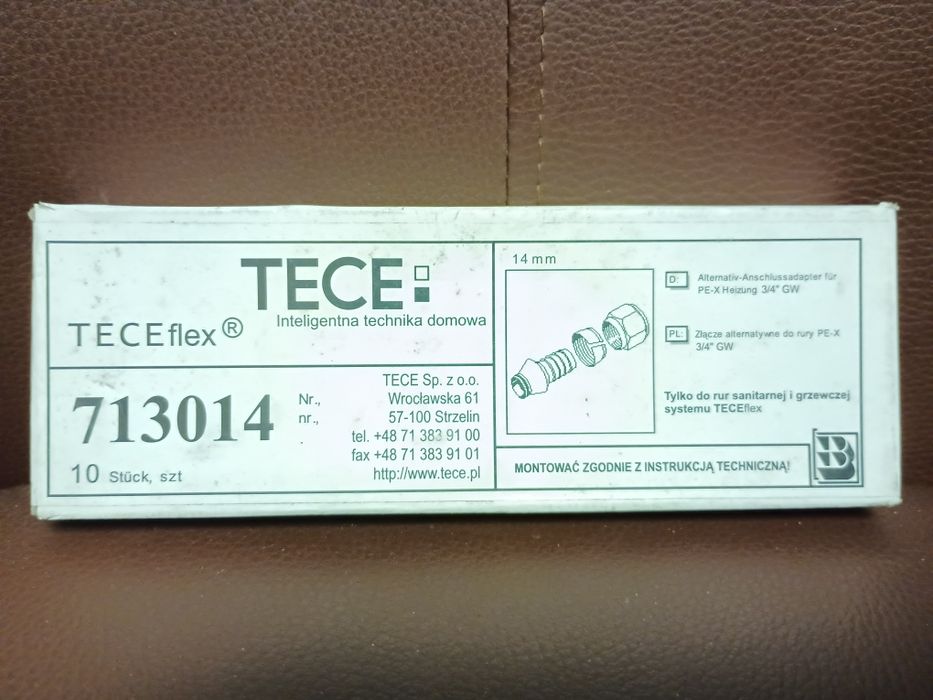 TECE
Inteligentna technika domowa
TECEflex®
713014
Nr.,
nr.,
10 Stück, szt
TECE Sp. z o.o.
Wrocławska 61
57-100 Strzelin
tel. +48 71 383 91 00
fax +48 71 383 91 01
http://www.tece.pl
14 mm
D: Alternativ-Anschlussadapter für
PE-X Heizung 3/4" GW
PL: Złącze alternatywne do rury PE-X
3/4" GW
Tylko do rur sanitarnej i grzewczej
systemu TECEflex
MONTOWAĆ ZGODNIE Z INSTRUKCJĄ TECHNICZNĄ!
B